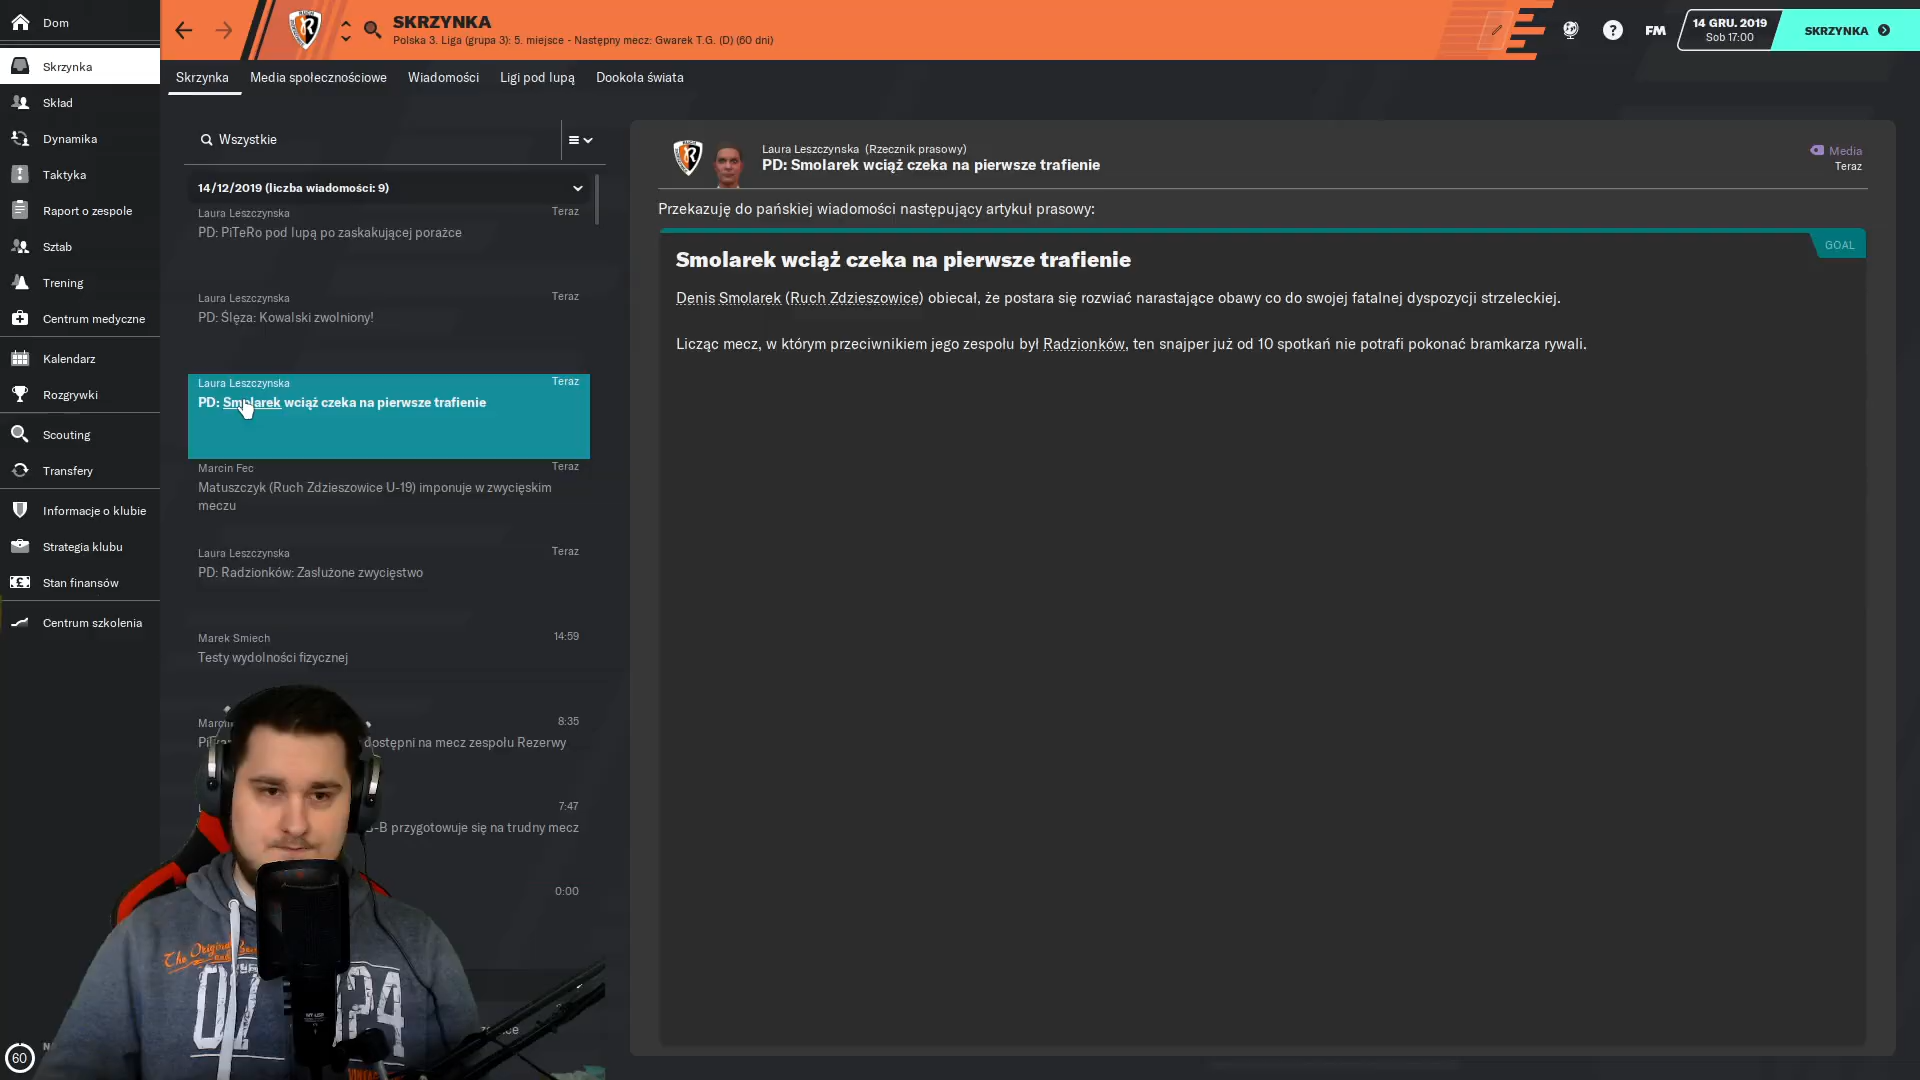 Dom
Skrzynka
Skład
Dynamika
Taktyka
Raport o zespole
Sztab
Trening
Centrum medyczne
Kalendarz
Rozgrywki
Scouting
Transfery
Informacje o klubie
Strategia klubu
Stan finansów
Centrum szkolenia
60
SKRZYNKA
Polska 3. Liga (grupa 3): 5. miejsce - Następny mecz: Gwarek T.G. (D) (60 dni)
FM
14 GRU. 2019
Sob 17:00
SKRZYNKA
Skrzynka Media społecznościowe Wiadomości Ligi pod lupą Dookoła świata
Wszystkie
14/12/2019 (liczba wiadomości: 9)
Laura Leszczynska Teraz
PD: PiTeRo pod lupą po zaskakującej porażce
Laura Leszczynska Teraz
PD: Ślęza: Kowalski zwolniony!
Laura Leszczynska Teraz
PD: Smolarek wciąż czeka na pierwsze trafienie
Marcin Fec Teraz
Matuszczyk (Ruch Zdzieszowice U-19) imponuje w zwycięskim
meczu
Laura Leszczynska Teraz
PD: Radzionków: Zasłużone zwycięstwo
Marek Smiech 14:59
Testy wydolności fizycznej
8:35
dostępni na mecz zespołu Rezerwy
7:47
B-B przygotowuje się na trudny mecz
0:00
Laura Leszczynska (Rzecznik prasowy)
PD: Smolarek wciąż czeka na pierwsze trafienie
Media
Teraz
Przekazuję do pańskiej wiadomości następujący artykuł prasowy:
GOAL
Smolarek wciąż czeka na pierwsze trafienie
Denis Smolarek (Ruch Zdzieszowice) obiecał, że postara się rozwiać narastające obawy co do swojej fatalnej dyspozycji strzeleckiej.
Licząc mecz, w którym przeciwnikiem jego zespołu był Radzionków, ten snajper już od 10 spotkań nie potrafi pokonać bramkarza rywali.
The Original